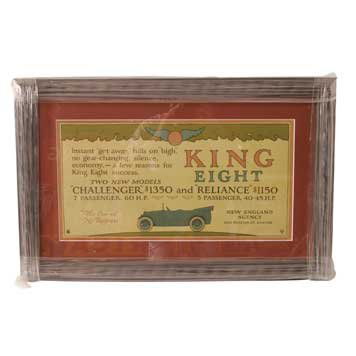 Instant get away, hills on high,
no gear-changing, silence,
economy,— a few reasons for
King Eight success.
KING
EIGHT
TWO NEW MODELS
"CHALLENGER," $1350 and "RELIANCE" $1150
7 PASSENGER, 60 H.P. 5 PASSENGER, 40-45 H.P.
"The Car of
No Regrets"
NEW ENGLAND
AGENCY